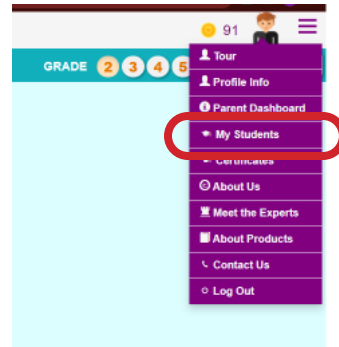 91
GRADE 2 3 4 5
Tour
Profile Info
Parent Dashboard
My Students
Certificates
About Us
Meet the Experts
About Products
Contact Us
Log Out